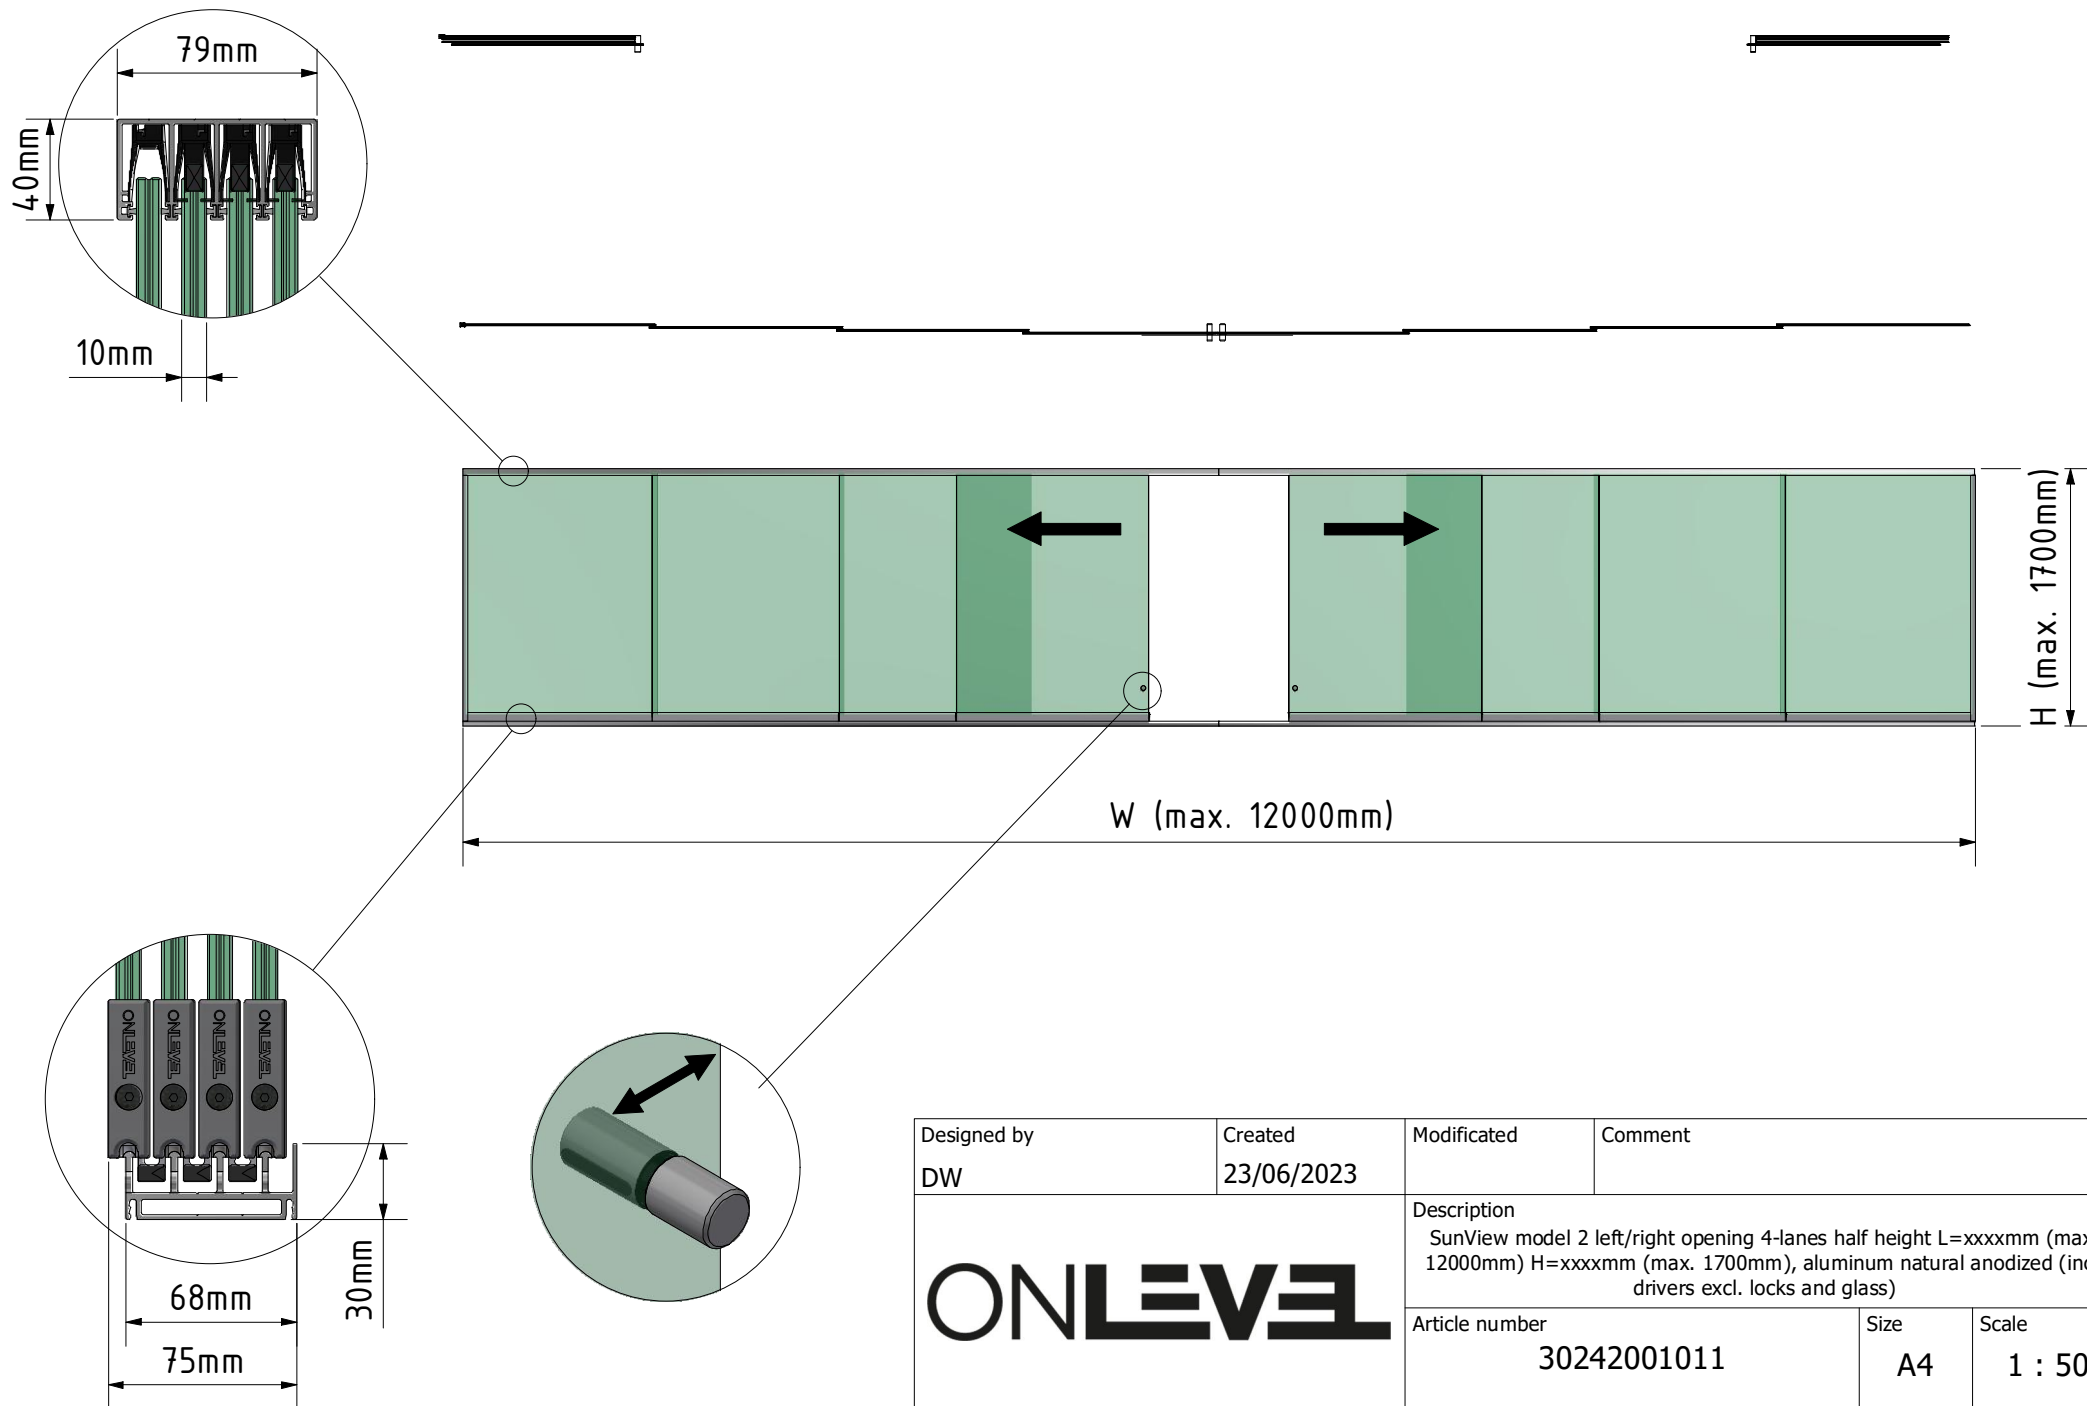 79mm
40mm
10mm
H (max. 1700mm)
W (max. 12000mm)
ONLEVEL
ONLEVEL
ONLEVEL
ONLEVEL
30mm
68mm
75mm
Designed by
DW
Created
23/06/2023
Modificated
Comment
ONLEVEL
Description
SunView model 2 left/right opening 4-lanes half height L=xxxxmm (max
12000mm) H=xxxxmm (max. 1700mm), aluminum natural anodized (inc
drivers excl. locks and glass)
Article number
30242001011
Size
A4
Scale
1 : 50